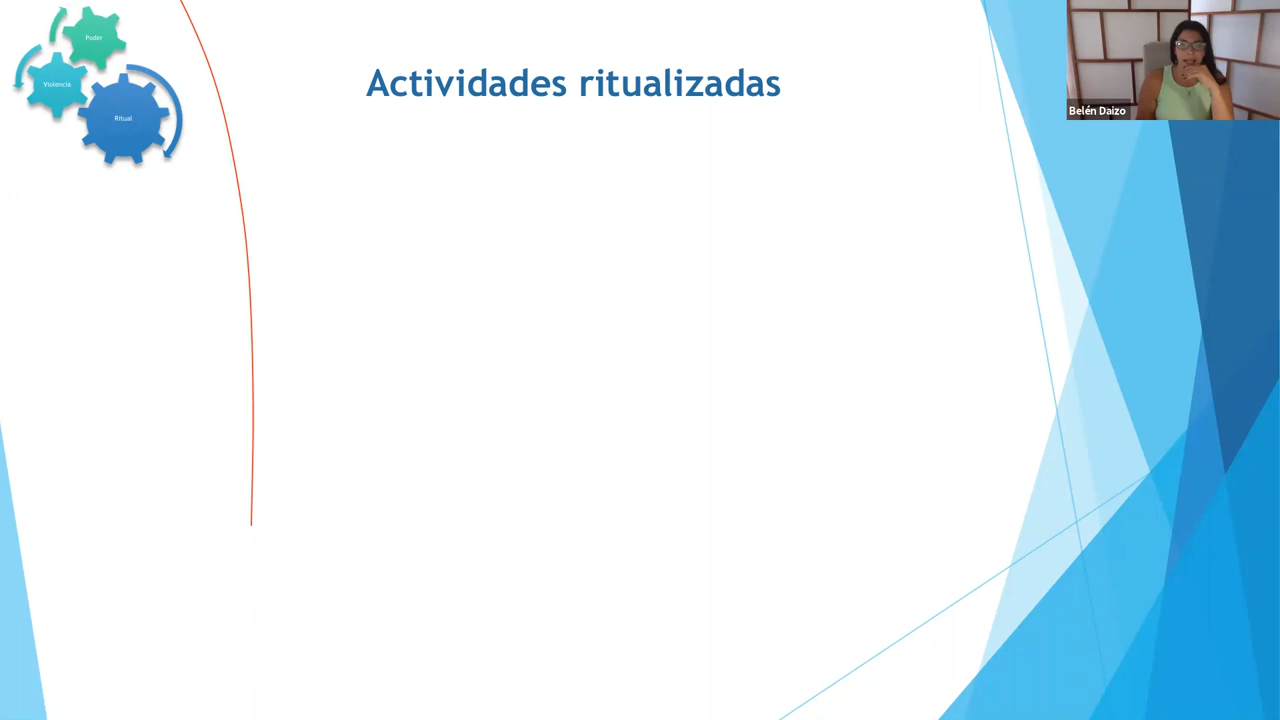 Poder
Violencia
Ritual
Actividades ritualizadas
Belén Daizo